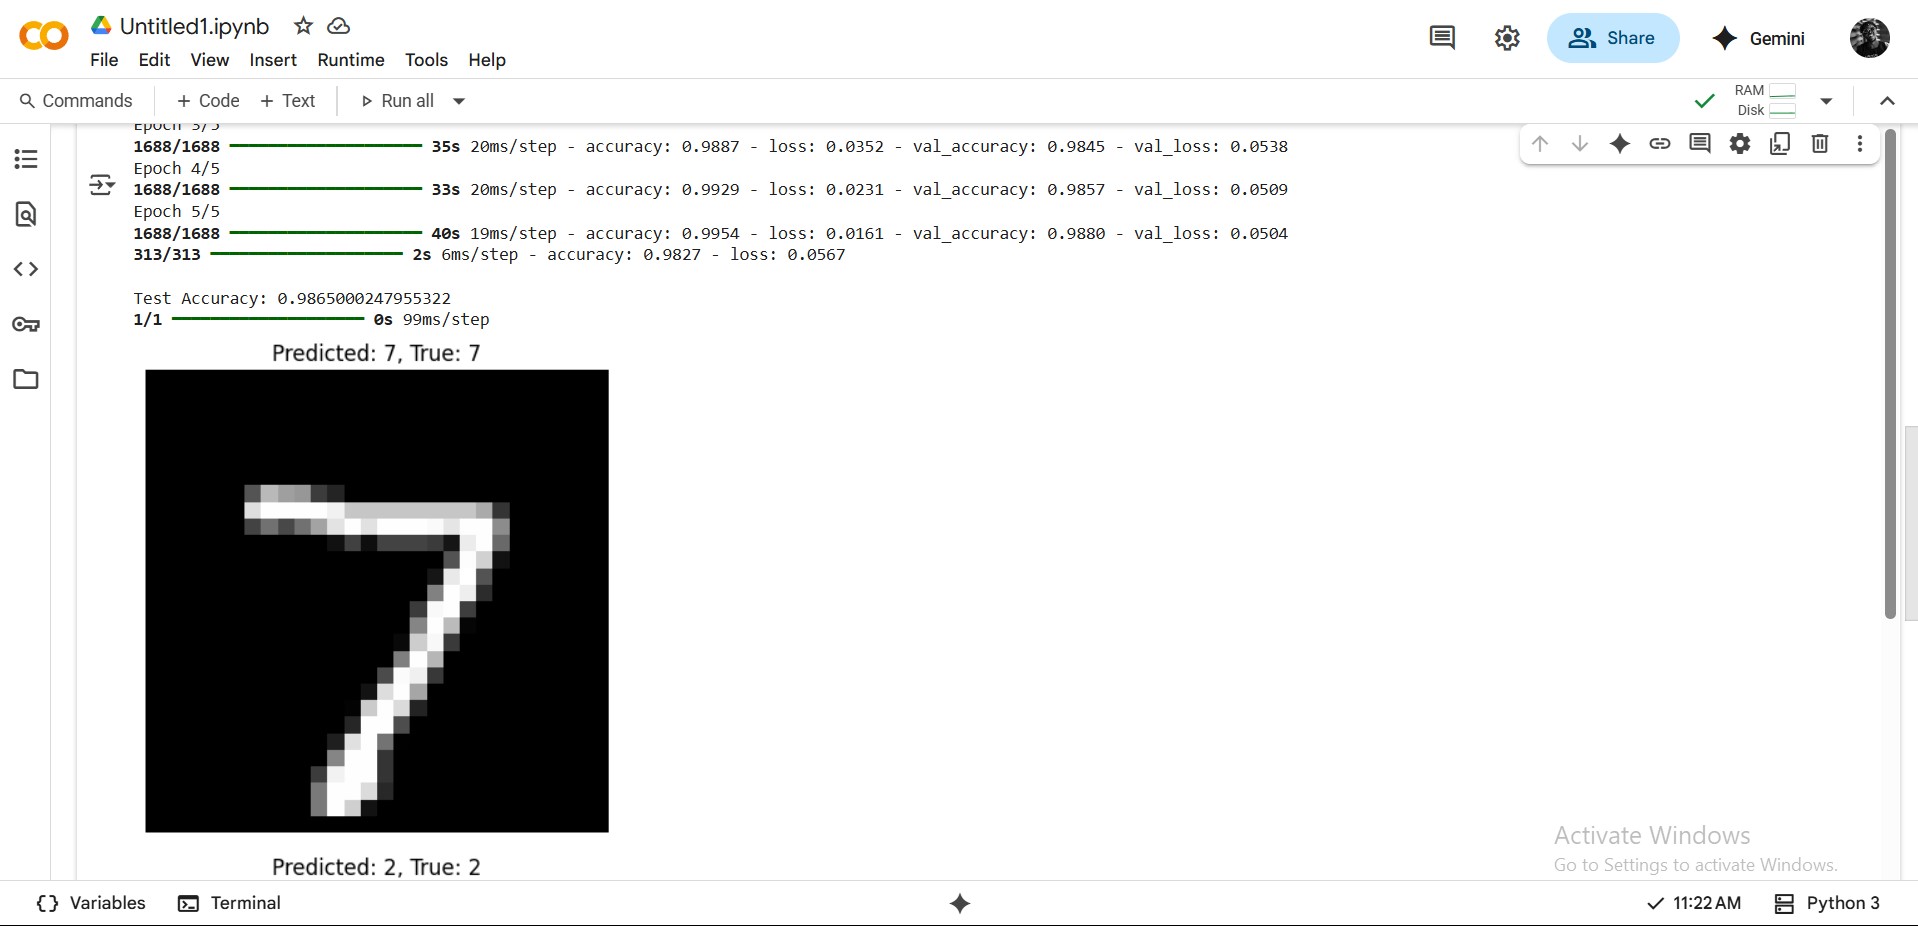 Untitled1.ipynb
File Edit View Insert Runtime Tools Help
Share
Gemini
Commands + Code + Text Run all
RAM
Disk
Epoch 3/5
1688/1688 35s 20ms/step - accuracy: 0.9887 - loss: 0.0352 - val_accuracy: 0.9845 - val_loss: 0.0538
Epoch 4/5
1688/1688 33s 20ms/step - accuracy: 0.9929 - loss: 0.0231 - val_accuracy: 0.9857 - val_loss: 0.0509
Epoch 5/5
1688/1688 40s 19ms/step - accuracy: 0.9954 - loss: 0.0161 - val_accuracy: 0.9880 - val_loss: 0.0504
313/313 2s 6ms/step - accuracy: 0.9827 - loss: 0.0567
Test Accuracy: 0.9865000247955322
1/1 0s 99ms/step
Predicted: 7, True: 7
7
Predicted: 2, True: 2
Activate Windows
Go to Settings to activate Windows.
{} Variables Terminal
11:22 AM Python 3